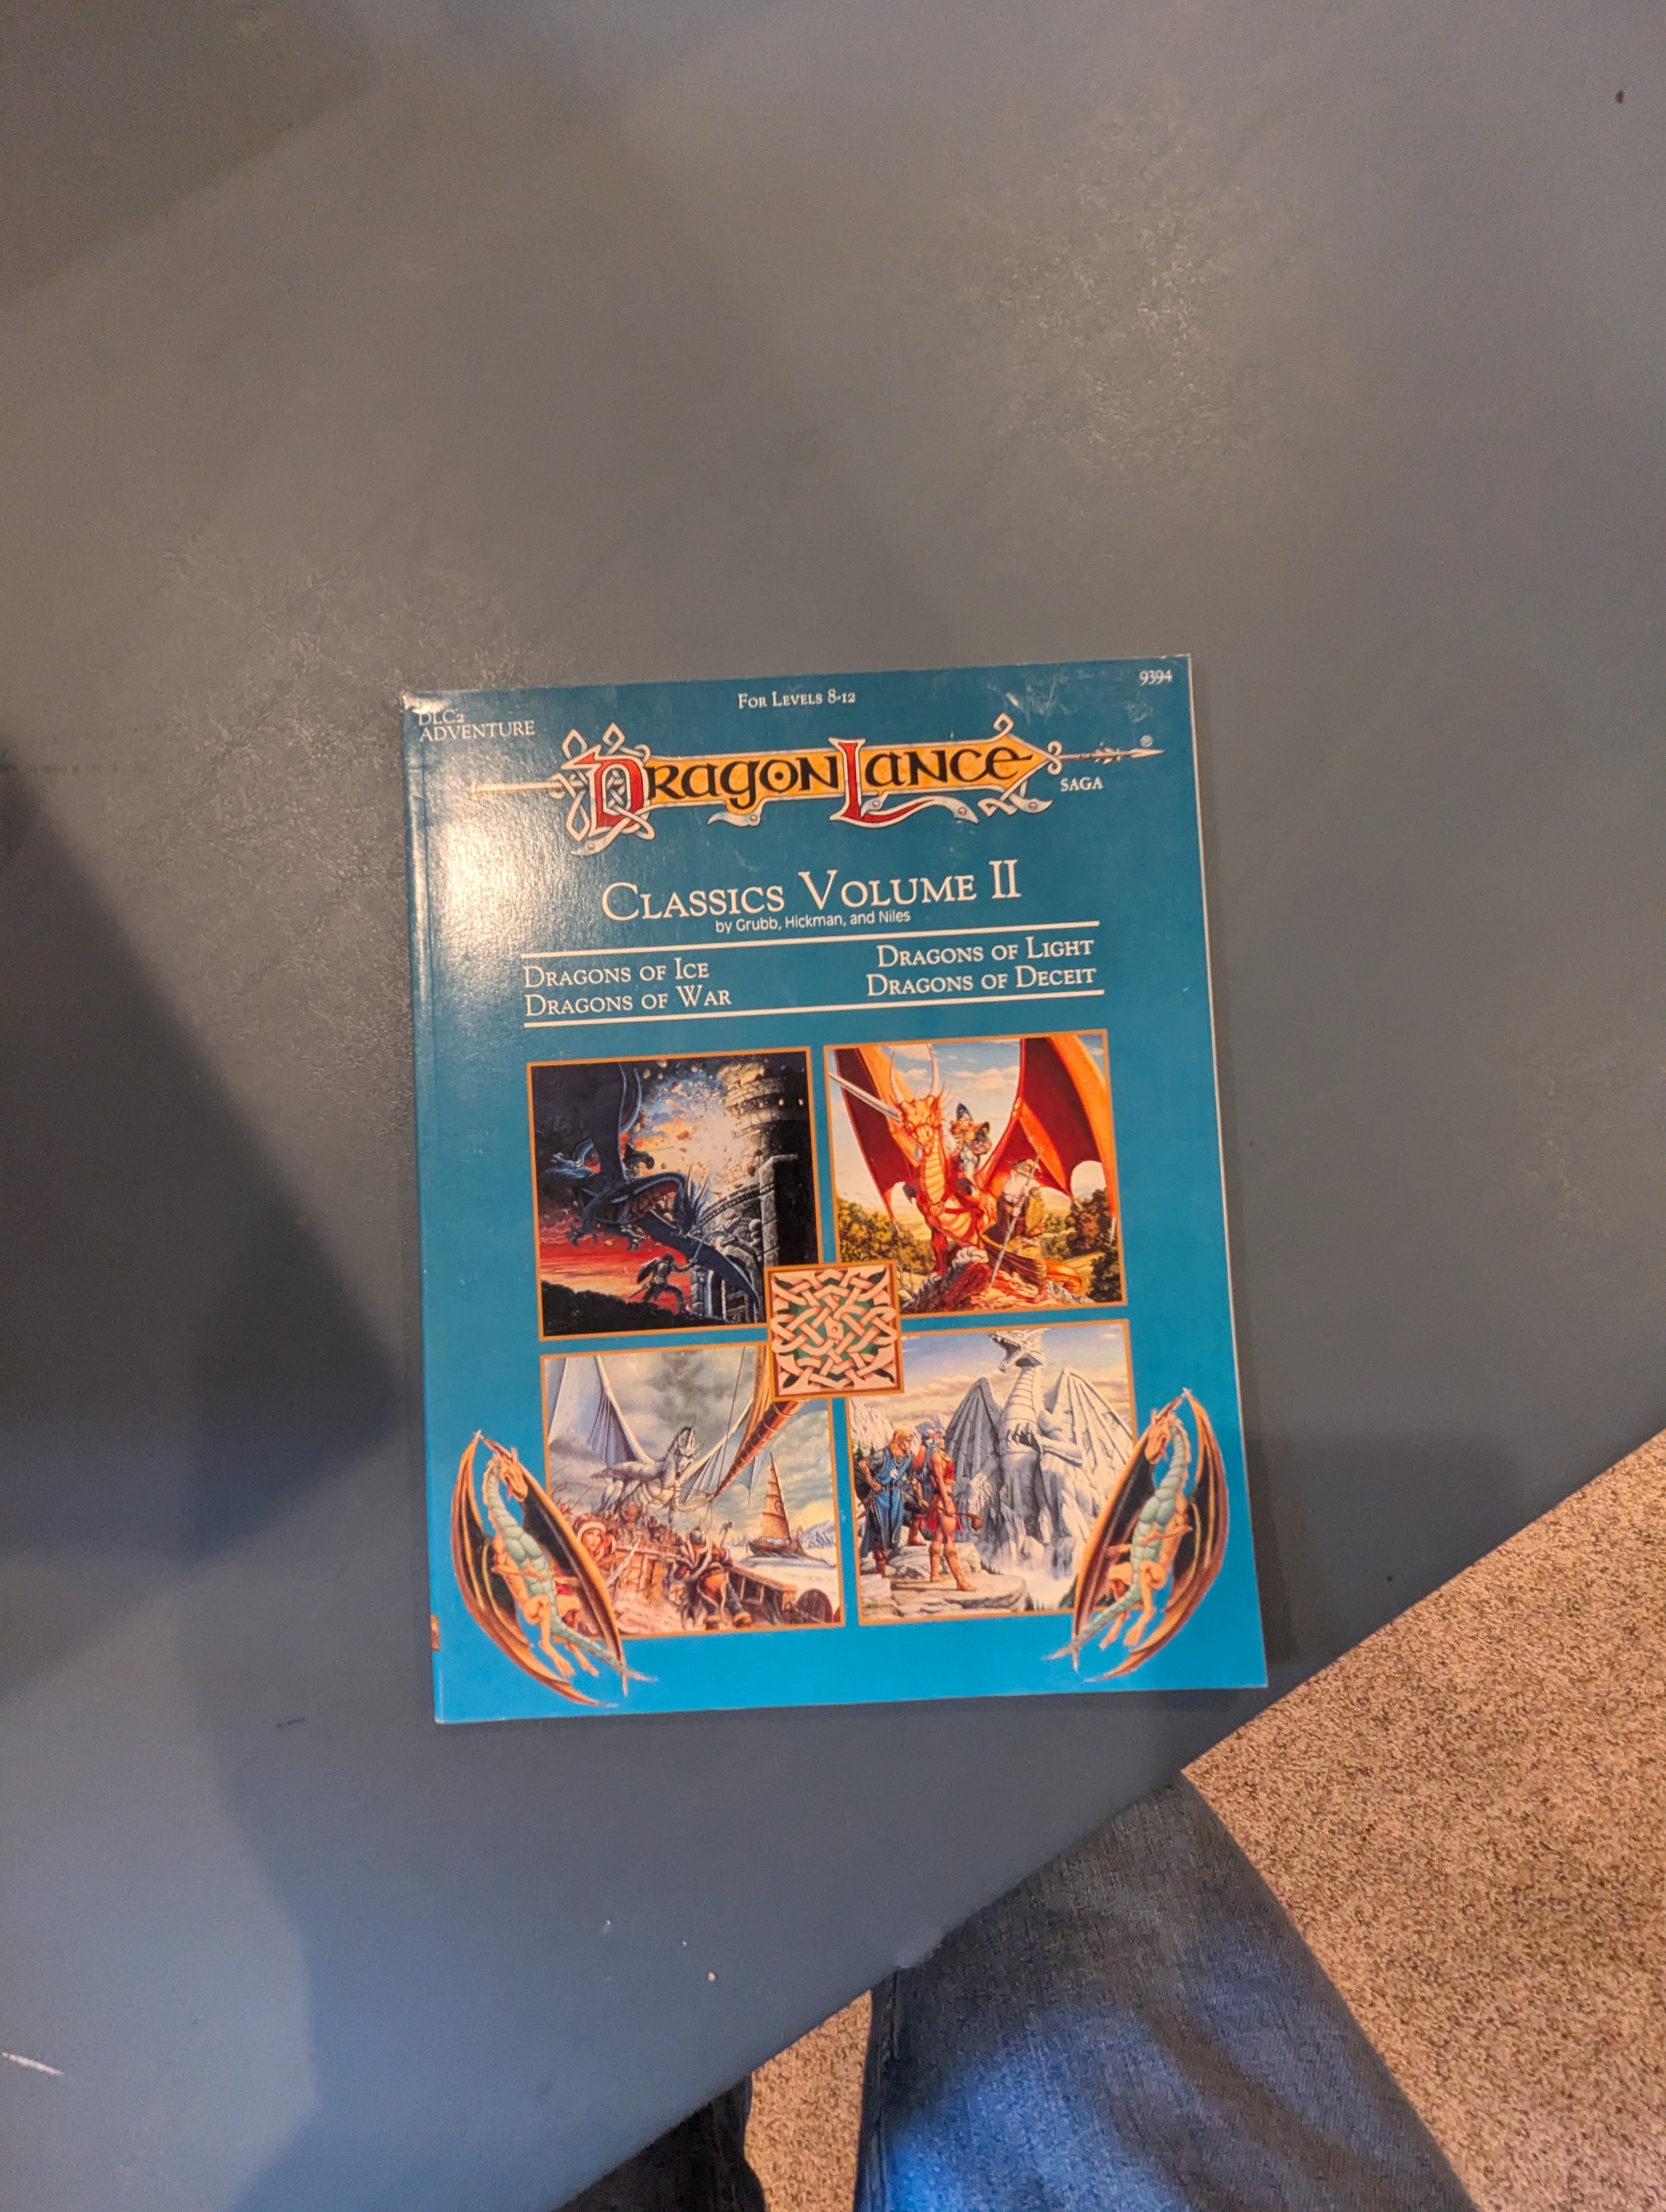 DLC2
ADVENTURE
FOR LEVELS 8-12
9394
DRAGONLANCE®
SAGA
CLASSICS VOLUME II
by Grubb, Hickman, and Niles
DRAGONS OF ICE
DRAGONS OF WAR
DRAGONS OF LIGHT
DRAGONS OF DECEIT